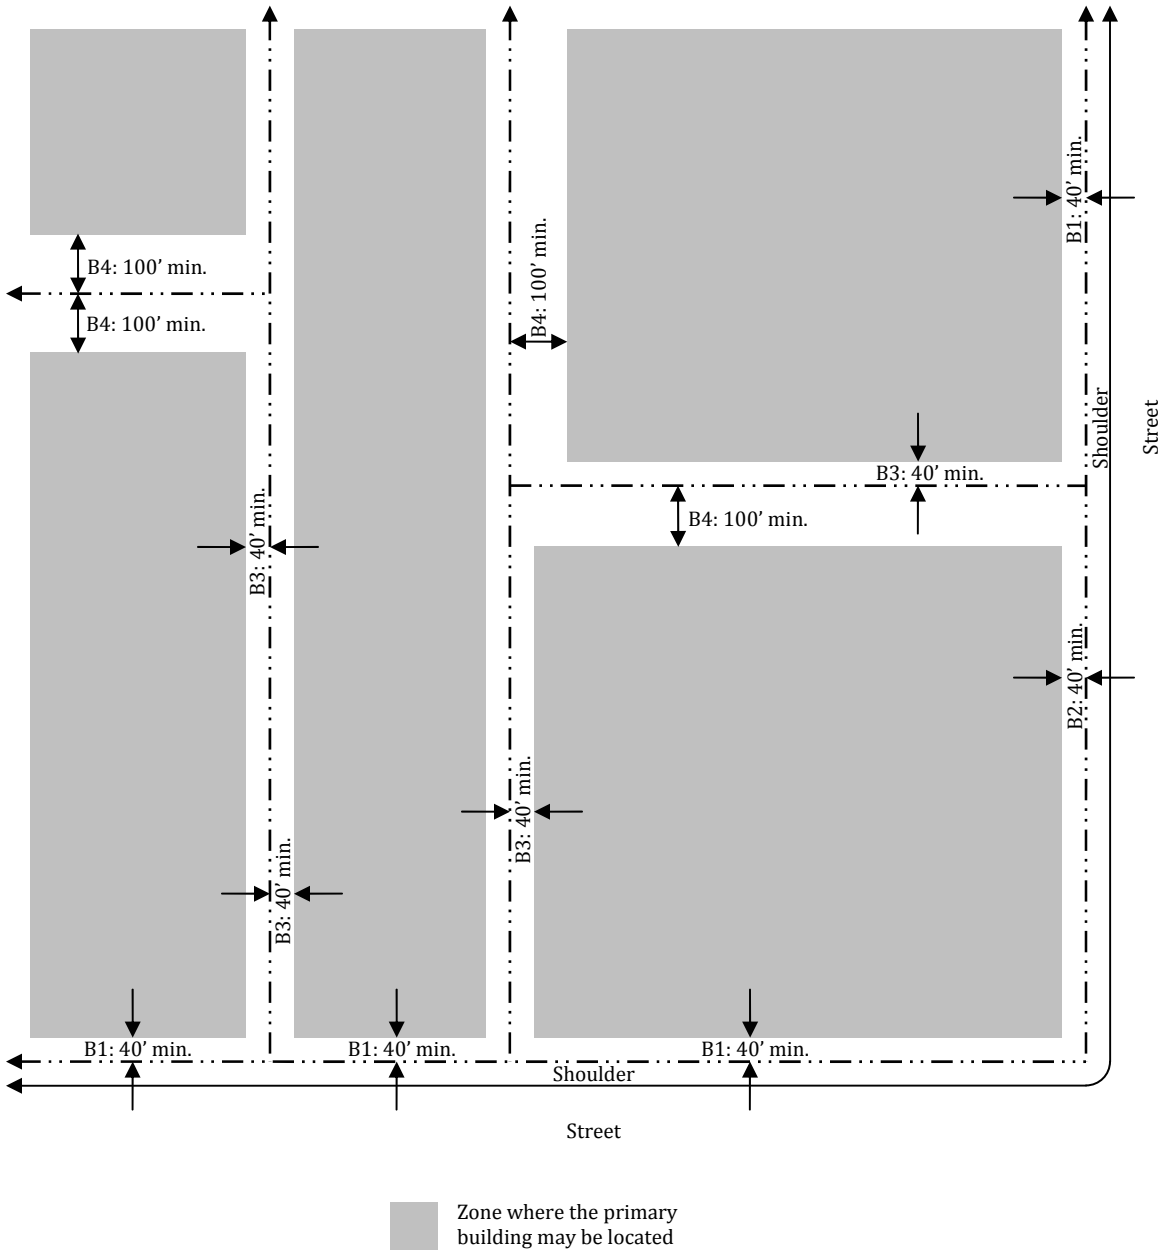 B1: 40’ min.
B4: 100’ min.
B4: 100’ min.
B4: 100’ min.
Shoulder
Street
B3: 40’ min.
B4: 100’ min.
B3: 40’ min.
B2: 40’ min.
B3: 40’ min.
B3: 40’ min.
B1: 40’ min.
B1: 40’ min.
B1: 40’ min.
Shoulder
Street
Zone where the primary
building may be located